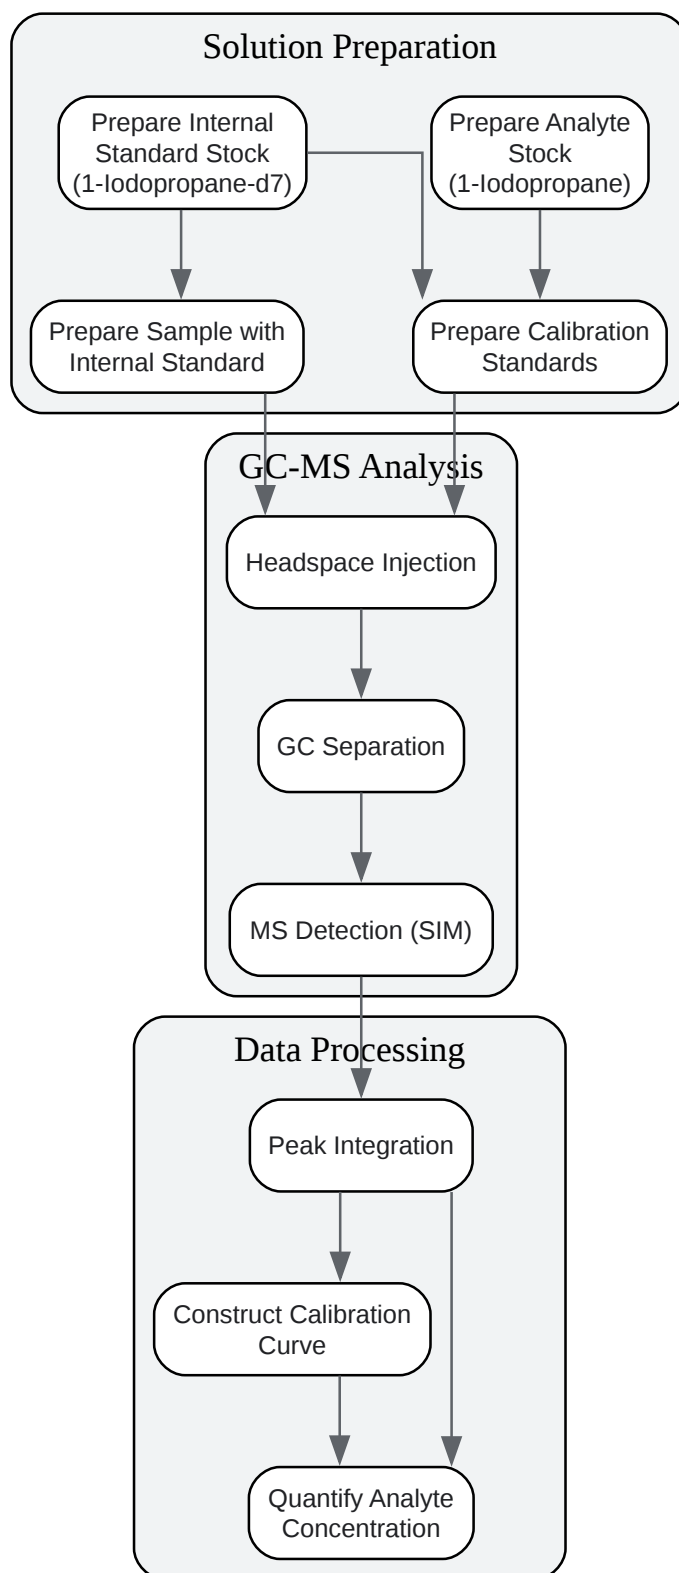 Solution Preparation
Prepare Internal
Standard Stock
(1-Iodopropane-d7)
Prepare Analyte
Stock
(1-Iodopropane)
Prepare Sample with
Internal Standard
Prepare Calibration
Standards
GC-MS Analysis
Headspace Injection
GC Separation
MS Detection (SIM)
Data Processing
Peak Integration
Construct Calibration
Curve
Quantify Analyte
Concentration